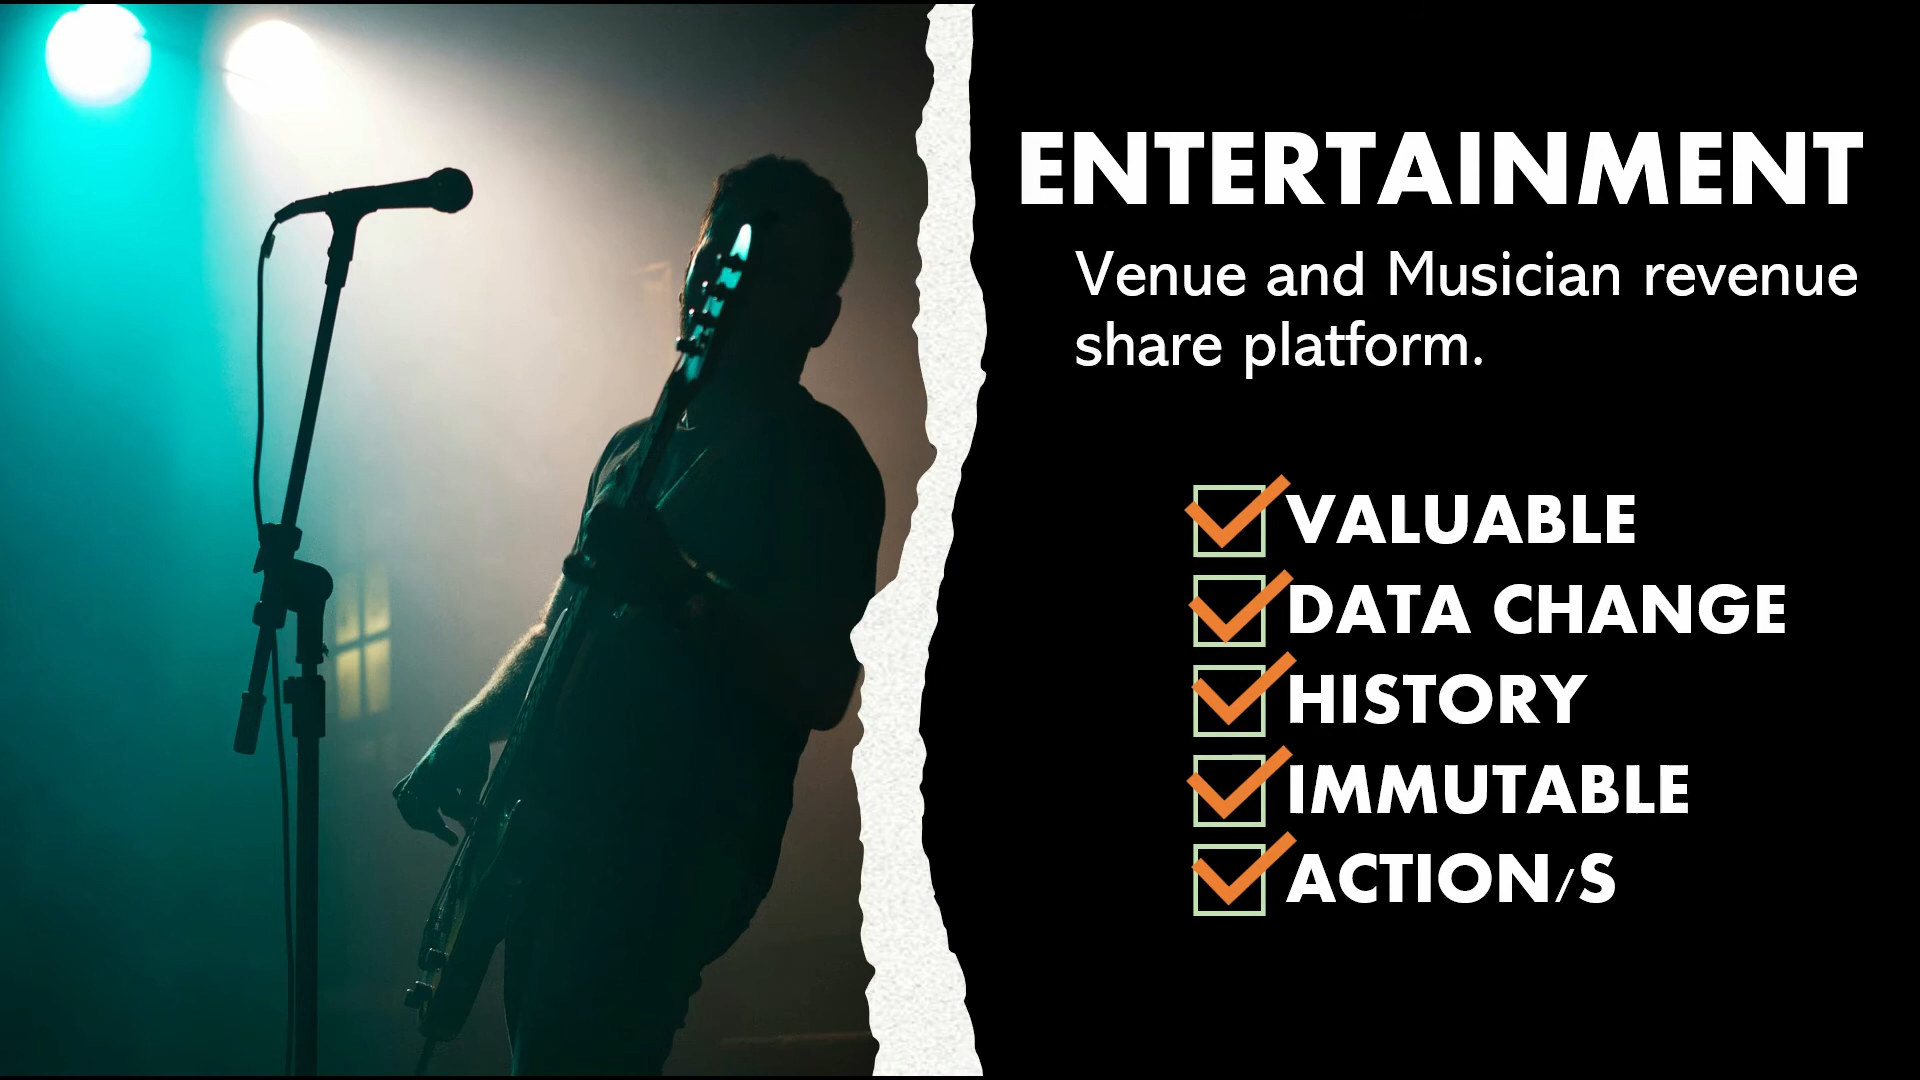 ENTERTAINMENT
Venue and Musician revenue
share platform.
VALUABLE
DATA CHANGE
HISTORY
IMMUTABLE
ACTION/S